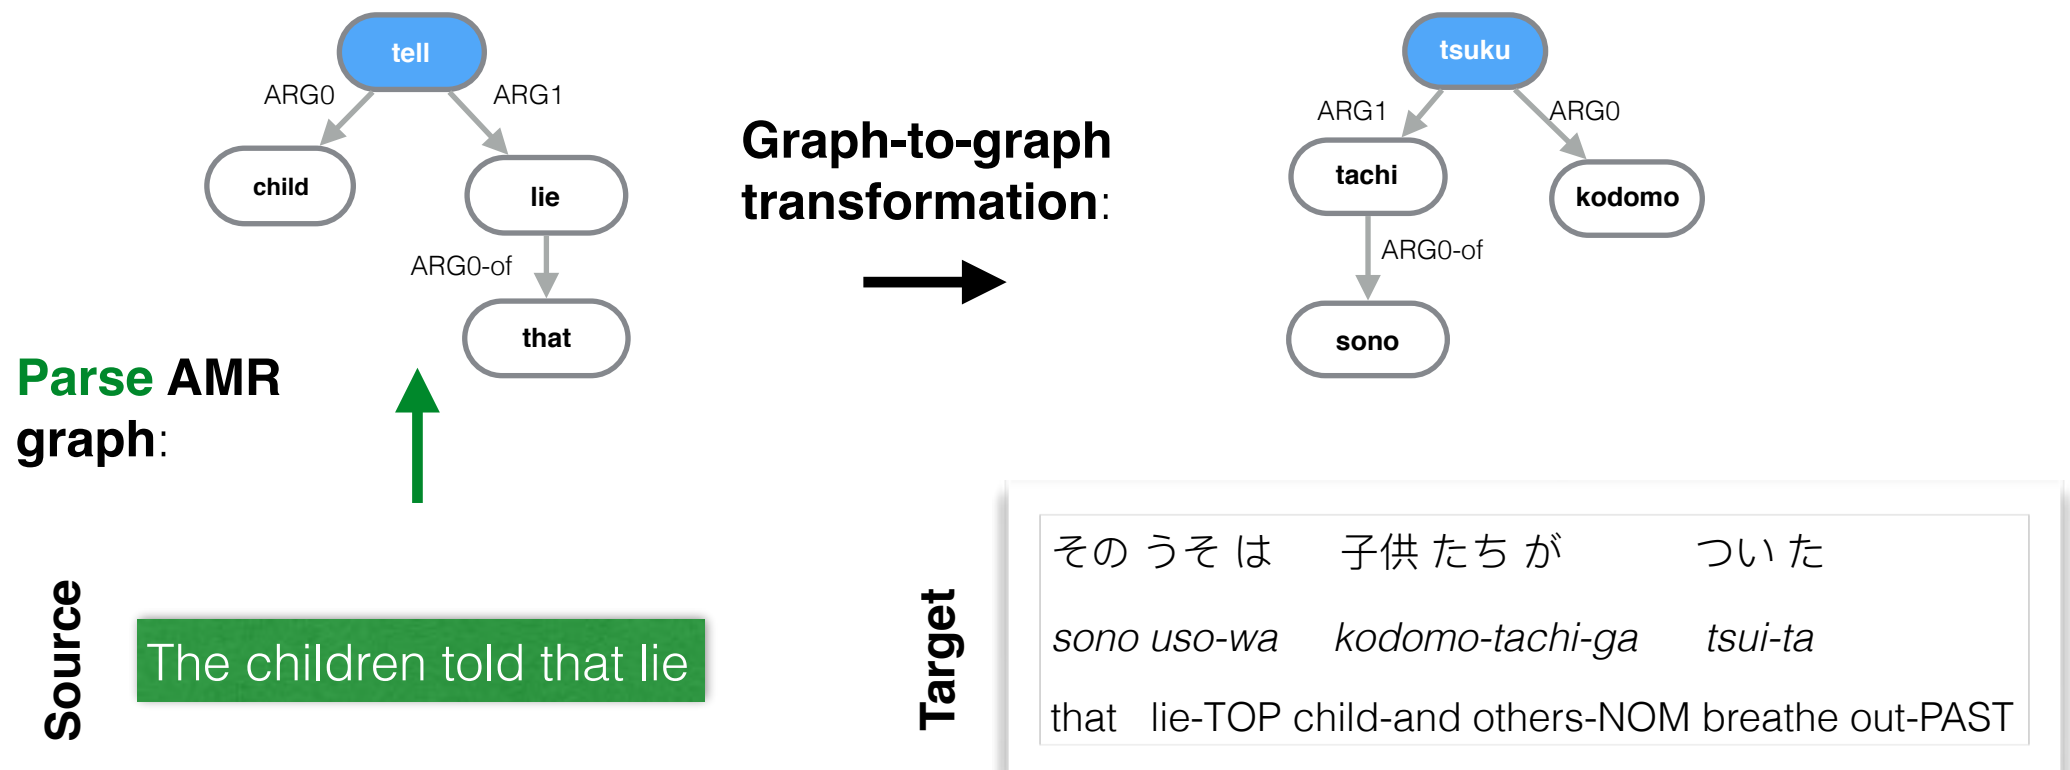 tell
tsuku
ARG0
ARG1
ARG1
ARG0
child
lie
Graph-to-graph
transformation:
tachi
kodomo
ARG0-of
ARG0-of
that
sono
Parse AMR
graph:
Source
The children told that lie
Target
その うそ は 子供 たち が つい た
sono uso-wa kodomo-tachi-ga tsui-ta
that lie-TOP child-and others-NOM breathe out-PAST